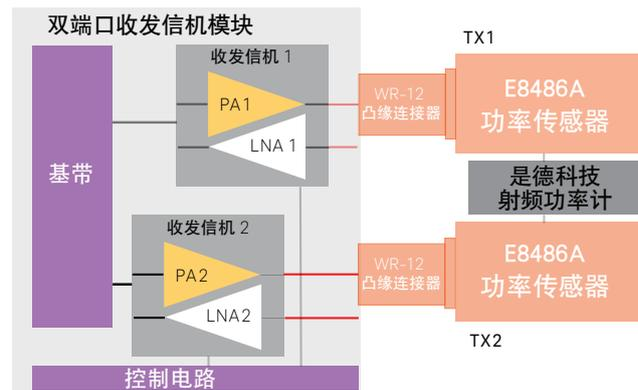 双端口收发信机模块
TX1
收发信机 1
PA1
LNA 1
WR-12
凸缘连接器
E8486A
功率传感器
基带
是德科技
射频功率计
收发信机 2
PA2
LNA2
WR-12
凸缘连接器
E8486A
功率传感器
TX2
控制电路